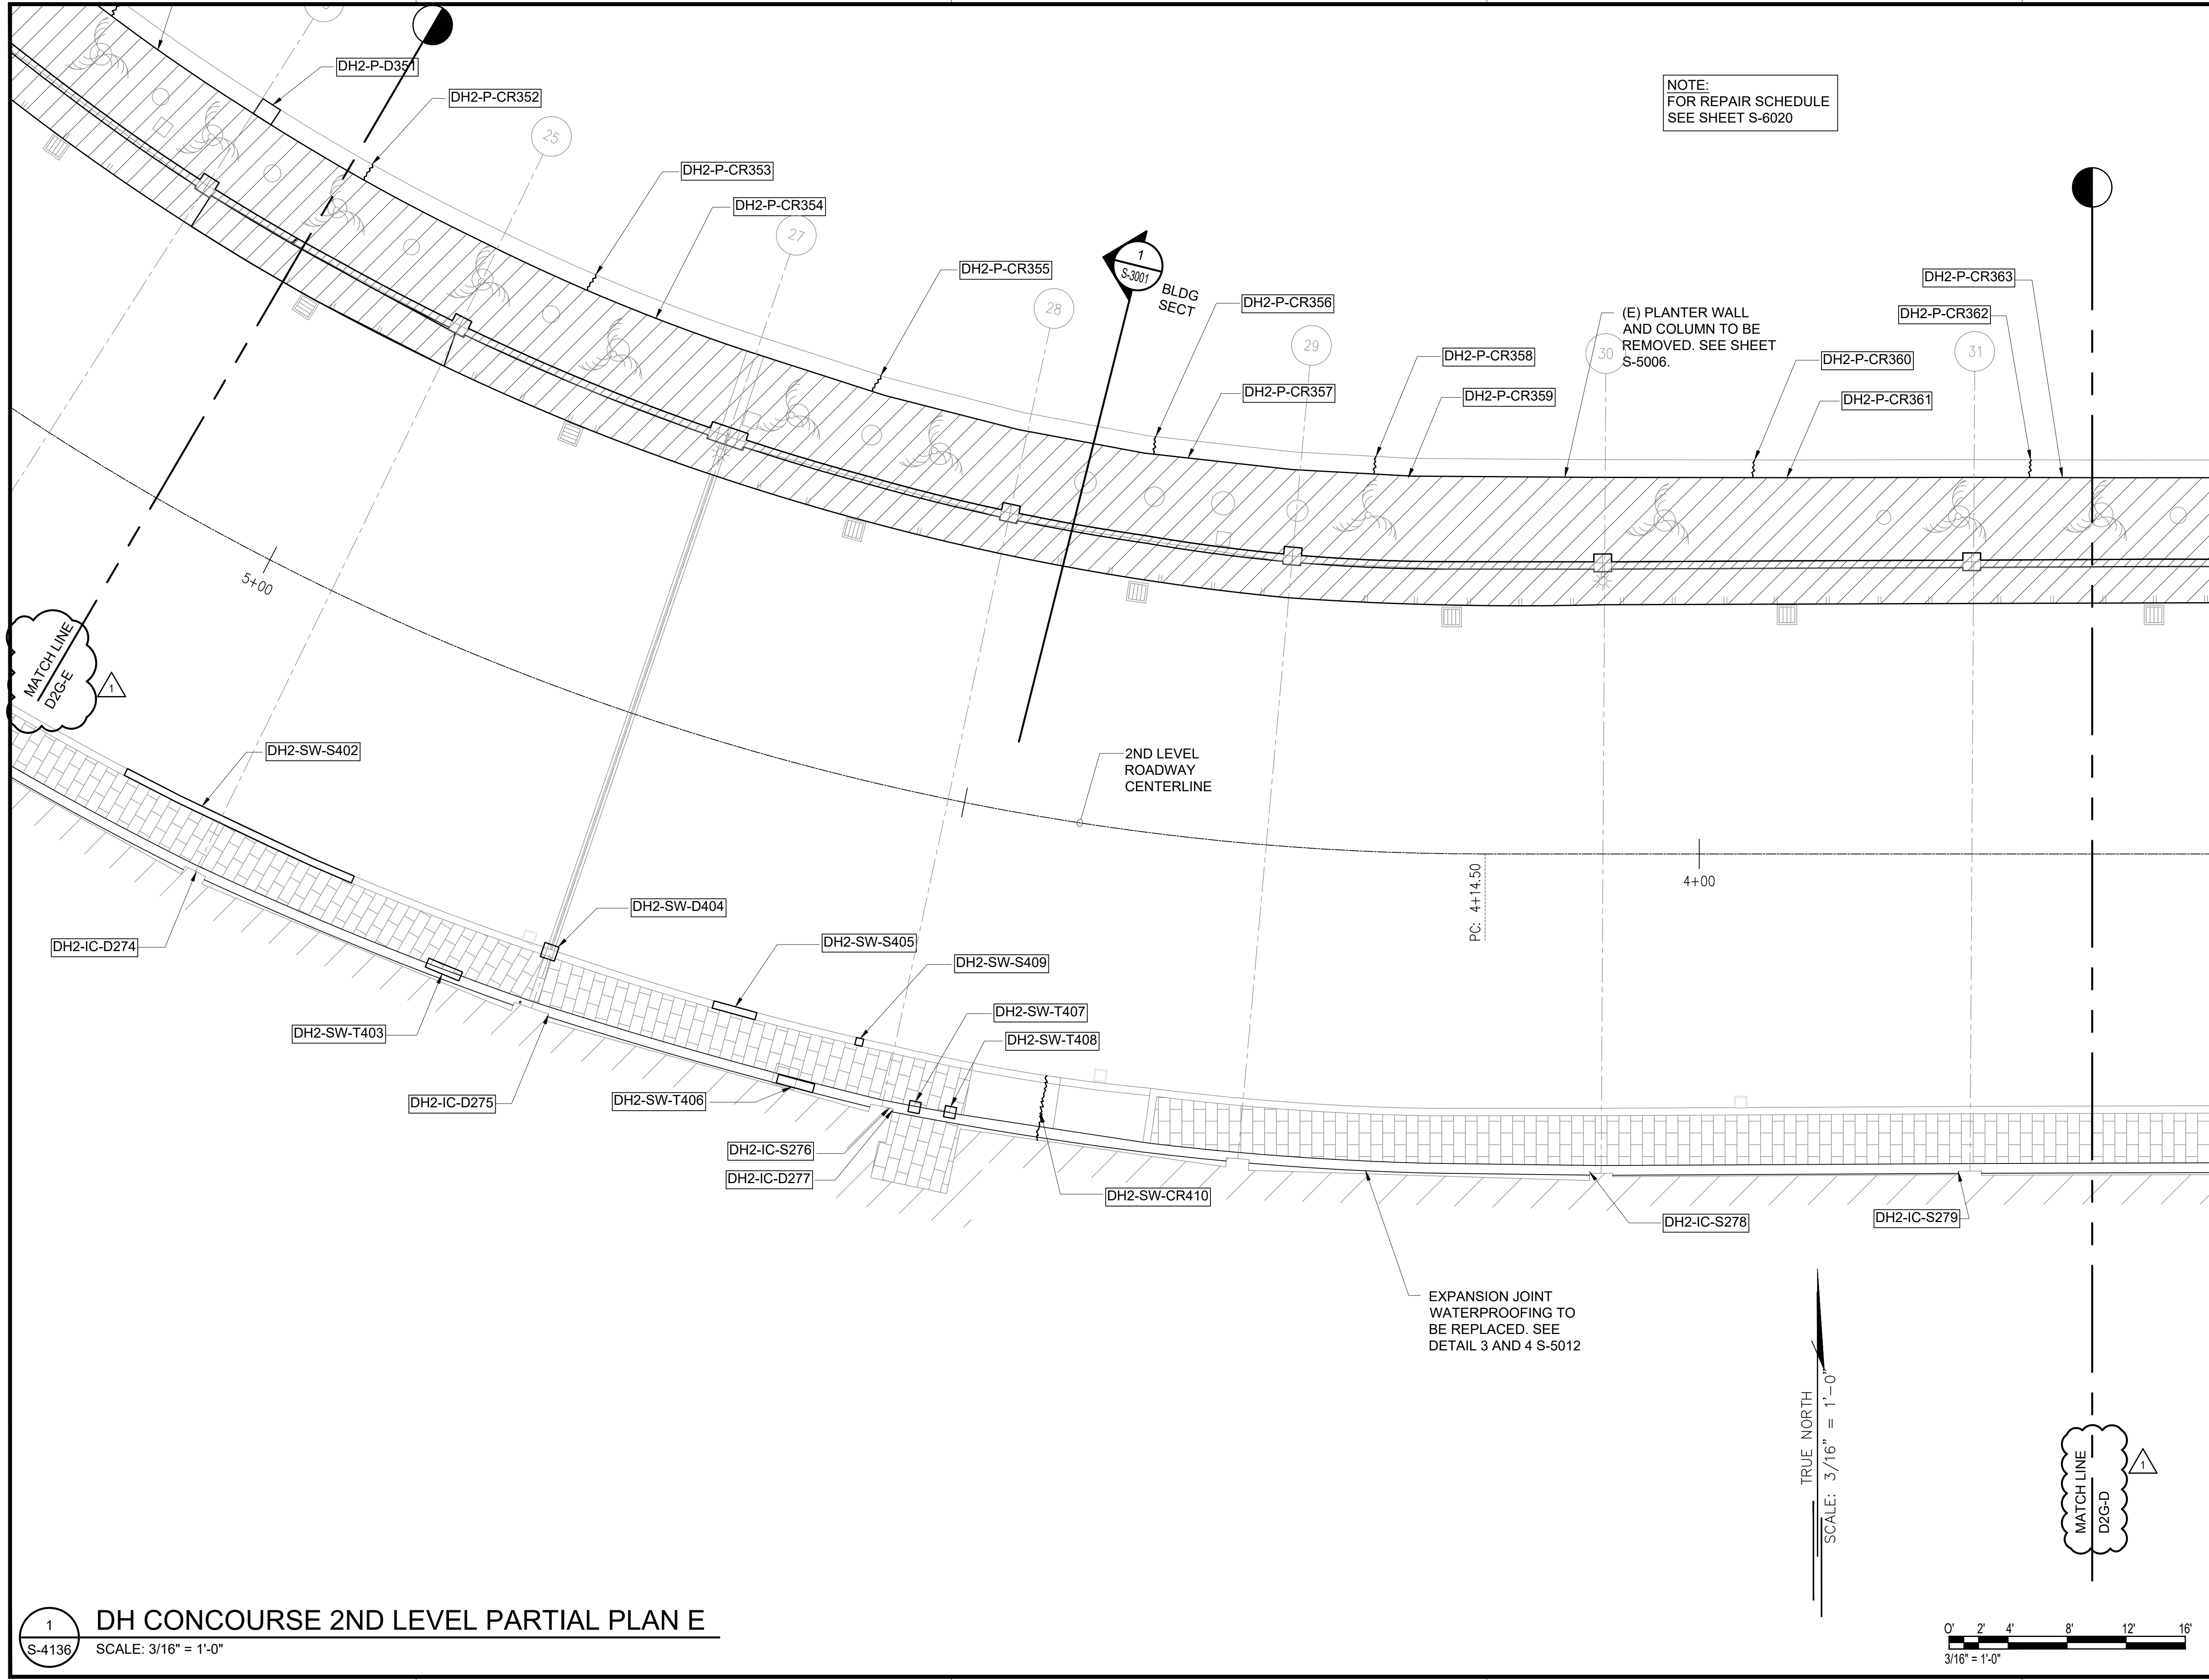 DH2-P-D351
DH2-P-CR352
25
NOTE:
FOR REPAIR SCHEDULE
SEE SHEET S-6020
DH2-P-CR353
DH2-P-CR354
27
DH2-P-CR355
28
1
S-3001
BLDG
SECT
DH2-P-CR356
29
DH2-P-CR357
DH2-P-CR358
DH2-P-CR359
(E) PLANTER WALL
AND COLUMN TO BE
REMOVED. SEE SHEET
S-5006.
30
DH2-P-CR363
DH2-P-CR362
31
DH2-P-CR360
DH2-P-CR361
5+00
MATCH LINE
D2G-E
1
DH2-SW-S402
2ND LEVEL
ROADWAY
CENTERLINE
PC: 4+14.50
4+00
DH2-SW-D404
DH2-IC-D274
DH2-SW-S405
DH2-SW-S409
DH2-SW-T403
DH2-SW-T407
DH2-SW-T408
DH2-IC-D275
DH2-SW-T406
DH2-IC-S276
DH2-IC-D277
DH2-SW-CR410
DH2-IC-S278
DH2-IC-S279
EXPANSION JOINT
WATERPROOFING TO
BE REPLACED. SEE
DETAIL 3 AND 4 S-5012
TRUE NORTH
SCALE: 3/16" = 1'-0"
MATCH LINE
D2G-D
1
1
S-4136
DH CONCOURSE 2ND LEVEL PARTIAL PLAN E
SCALE: 3/16" = 1'-0"
0' 2' 4' 8' 12' 16'
3/16" = 1'-0"